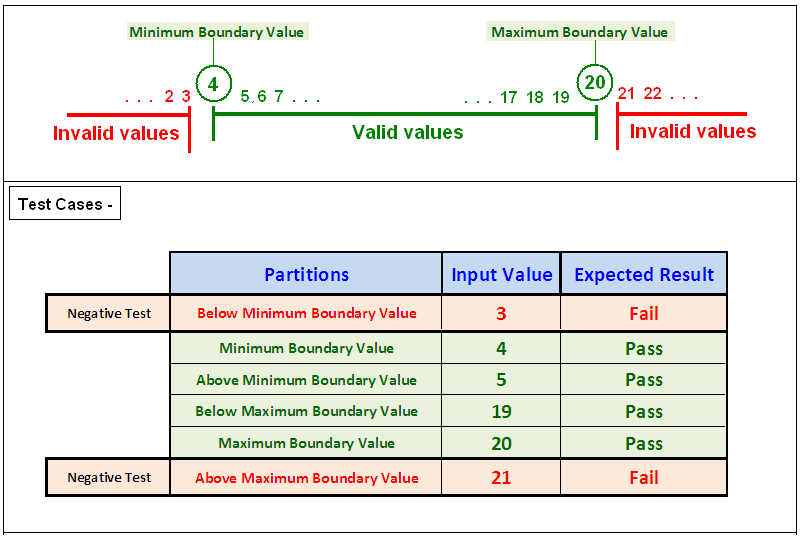 Minimum Boundary Value Maximum Boundary Value
. . . 2 3 4 5,6 7 . . . . . . 17 18 19 20 21 22 . . .
Invalid values Valid values Invalid values
Test Cases -
Partitions Input Value Expected Result
Negative Test Below Minimum Boundary Value 3 Fail
Minimum Boundary Value 4 Pass
Above Minimum Boundary Value 5 Pass
Below Maximum Boundary Value 19 Pass
Maximum Boundary Value 20 Pass
Negative Test Above Maximum Boundary Value 21 Fail